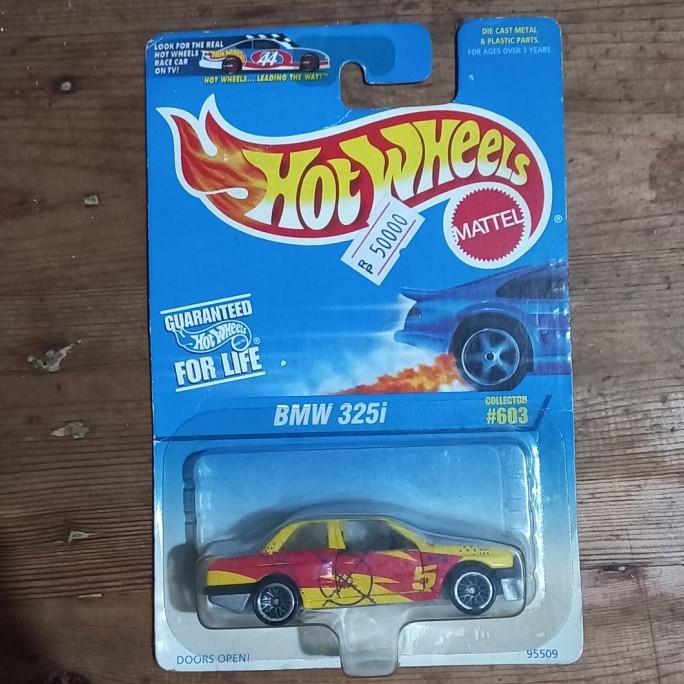 LOOK FOR THE REAL
HOT WHEELS
RACE CAR
ON TV!
44
HOT WHEELS... LEADING THE WAY!™
DIE CAST METAL
& PLASTIC PARTS.
FOR AGES OVER 3 YEARS.
HOT WHEELS
®
MATTEL
Rp 50000
GUARANTEED
Hot Wheels
®
FOR LIFE
BMW 325i
COLLECTOR
#603
5
DOORS OPEN!
95509